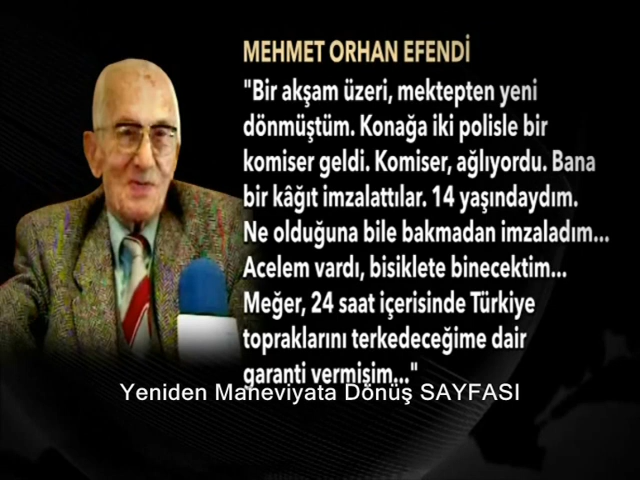 MEHMET ORHAN EFENDİ
"Bir akşam üzeri, mektepten yeni
dönmüştüm. Konağa iki polisle bir
komiser geldi. Komiser, ağlıyordu. Bana
bir kâğıt imzalattılar. 14 yaşındaydım.
Ne olduğuna bile bakmadan imzaladım...
Acelem vardı, bisiklete binecektim...
Meğer, 24 saat içerisinde Türkiye
topraklarını terkedeceğime dair
garanti vermişim..."
Yeniden Maneviyata Dönüş SAYFASI